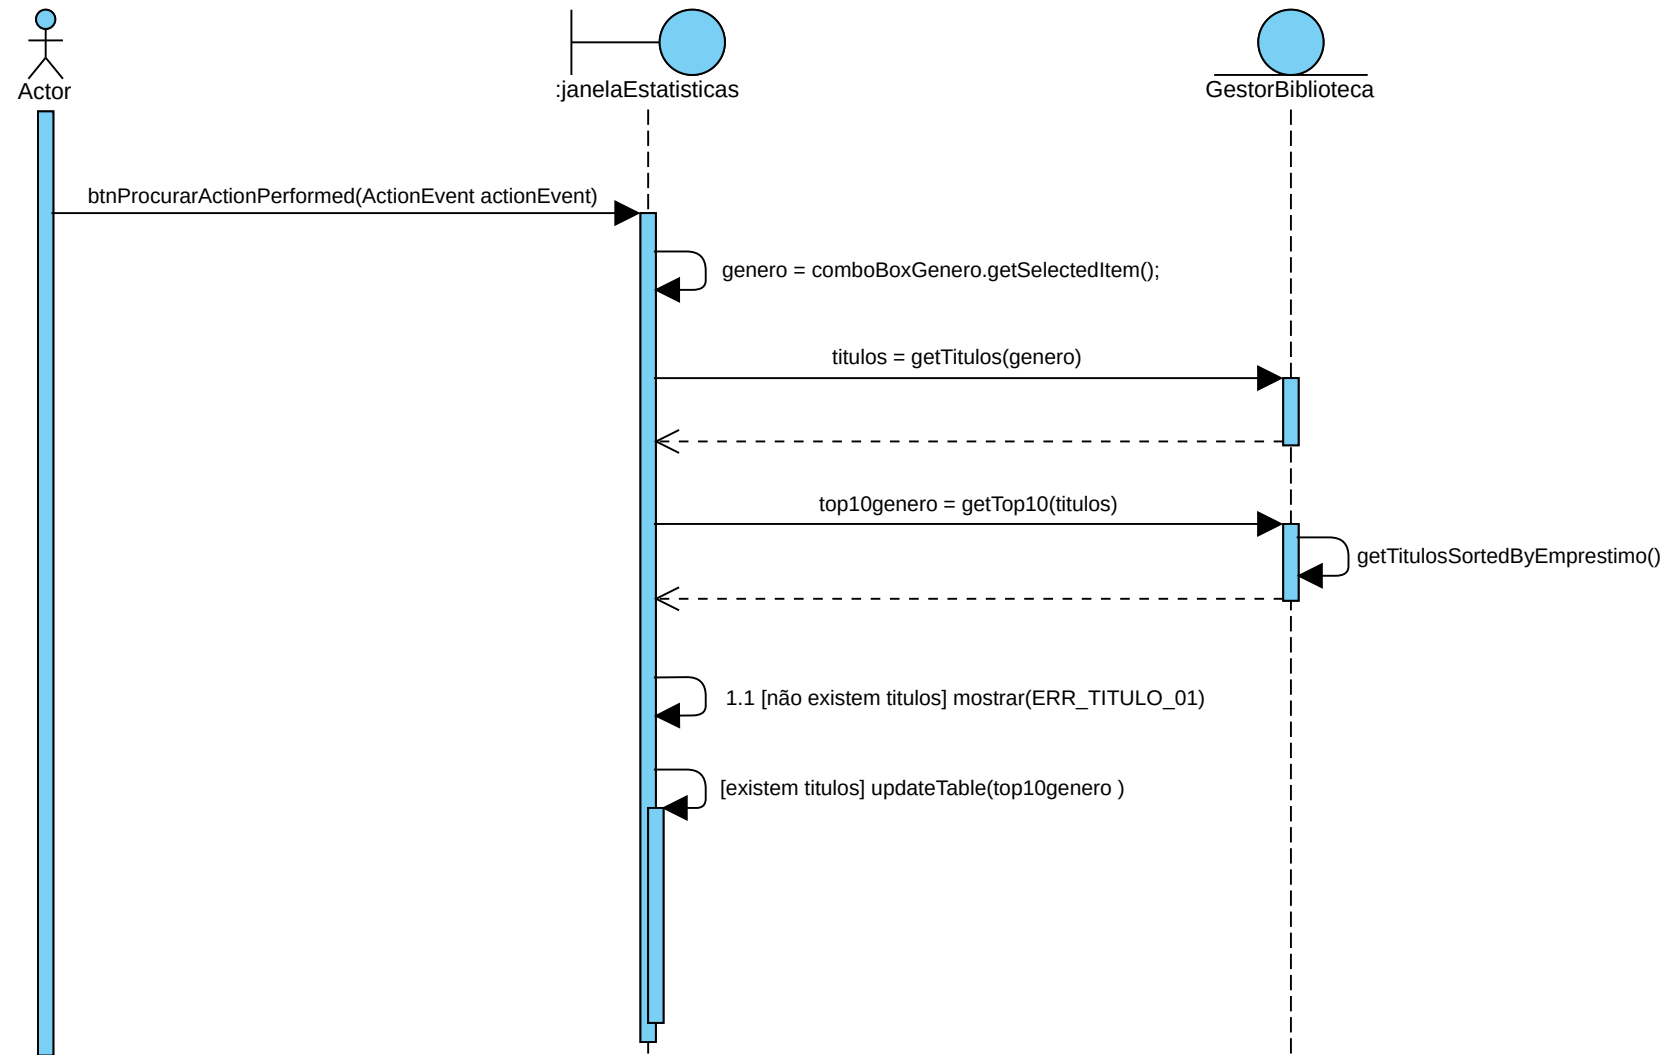 Actor
:janelaEstatisticas
GestorBiblioteca
btnProcurarActionPerformed(ActionEvent actionEvent)
genero = comboBoxGenero.getSelectedItem();
titulos = getTitulos(genero)
top10genero = getTop10(titulos)
getTitulosSortedByEmprestimo()
1.1 [não existem titulos] mostrar(ERR_TITULO_01)
[existem titulos] updateTable(top10genero )